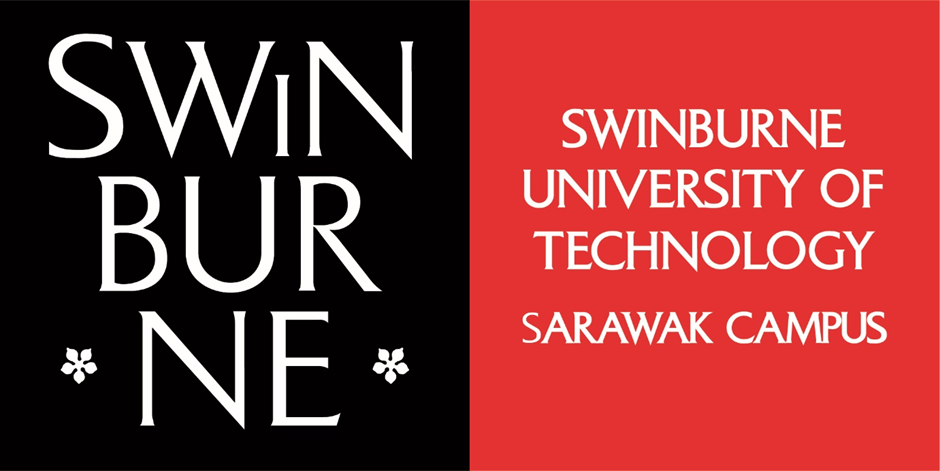 SWiN
BUR
NE
SWINBURNE
UNIVERSITY OF
TECHNOLOGY
SARAWAK CAMPUS